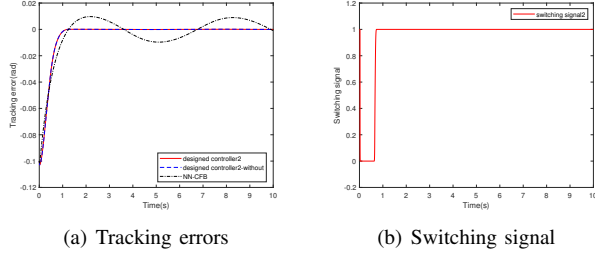 0.02
0
-0.02
-0.04
-0.06
-0.08
-0.1
-0.12
Tracking error(rad)
designed controller2
designed controller2-without
NN-CFB
0 1 2 3 4 5 6 7 8 9 10
Time(s)
(a) Tracking errors
1.2
1
0.8
0.6
0.4
0.2
0
-0.2
Switching signal
switching signal2
0 1 2 3 4 5 6 7 8 9 10
Time(s)
(b) Switching signal